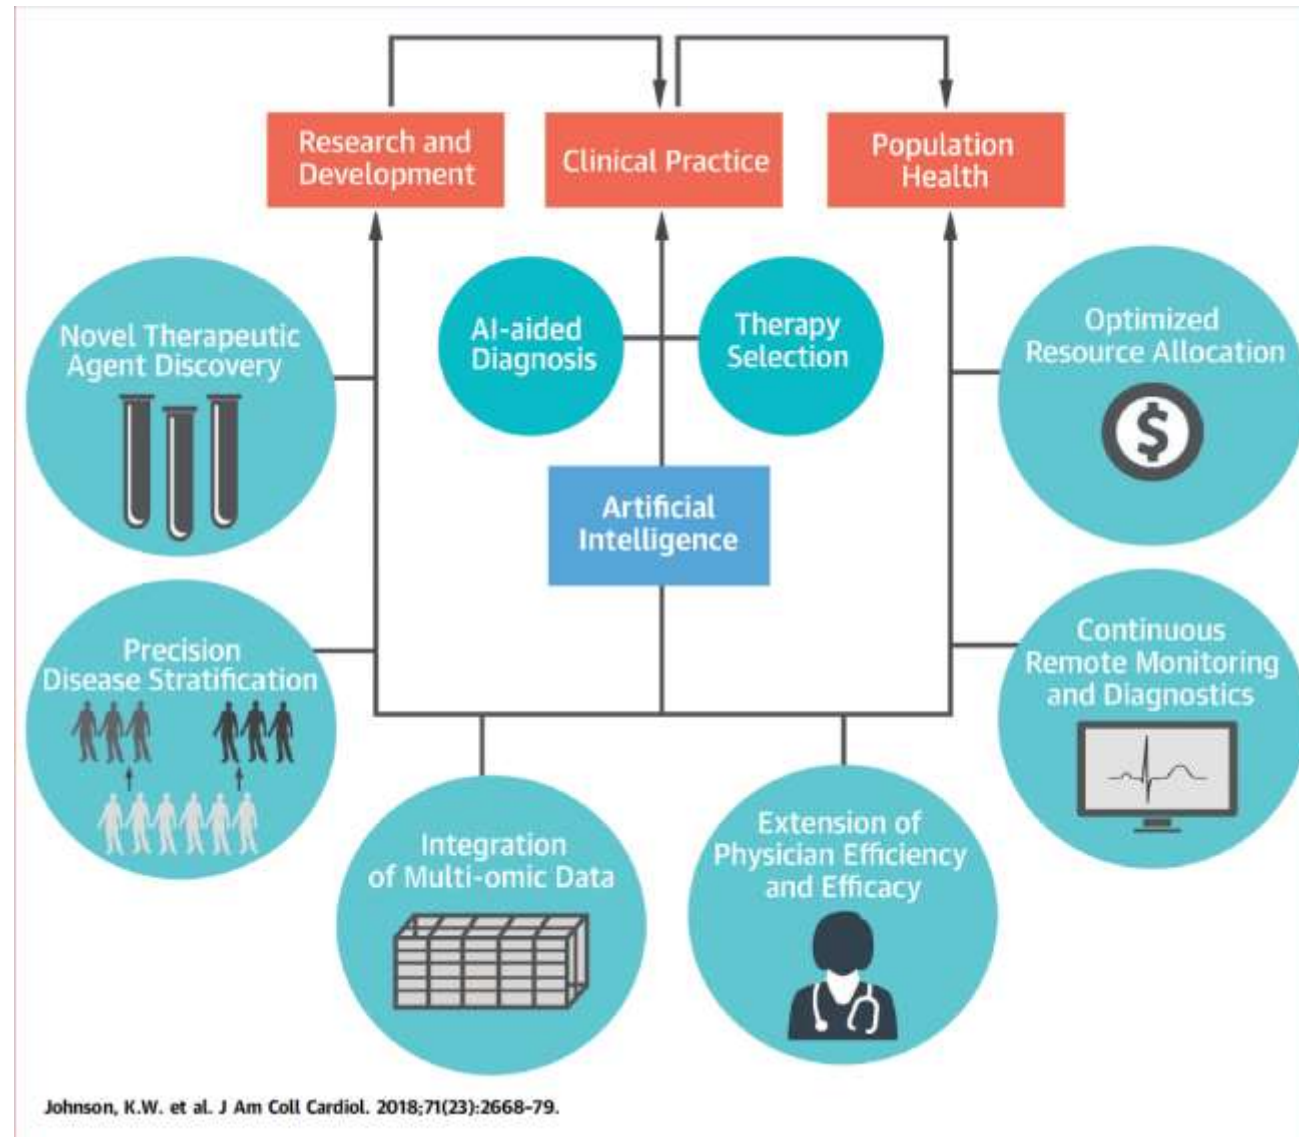 Research and
Development
Clinical Practice
Population
Health
Novel Therapeutic
Agent Discovery
AI-aided
Diagnosis
Therapy
Selection
Optimized
Resource Allocation
$
Artificial
Intelligence
Precision
Disease Stratification
Continuous
Remote Monitoring
and Diagnostics
Integration
of Multi-omic Data
Extension of
Physician Efficiency
and Efficacy
Johnson, K.W. et al. J Am Coll Cardiol. 2018;71(23):2668–79.